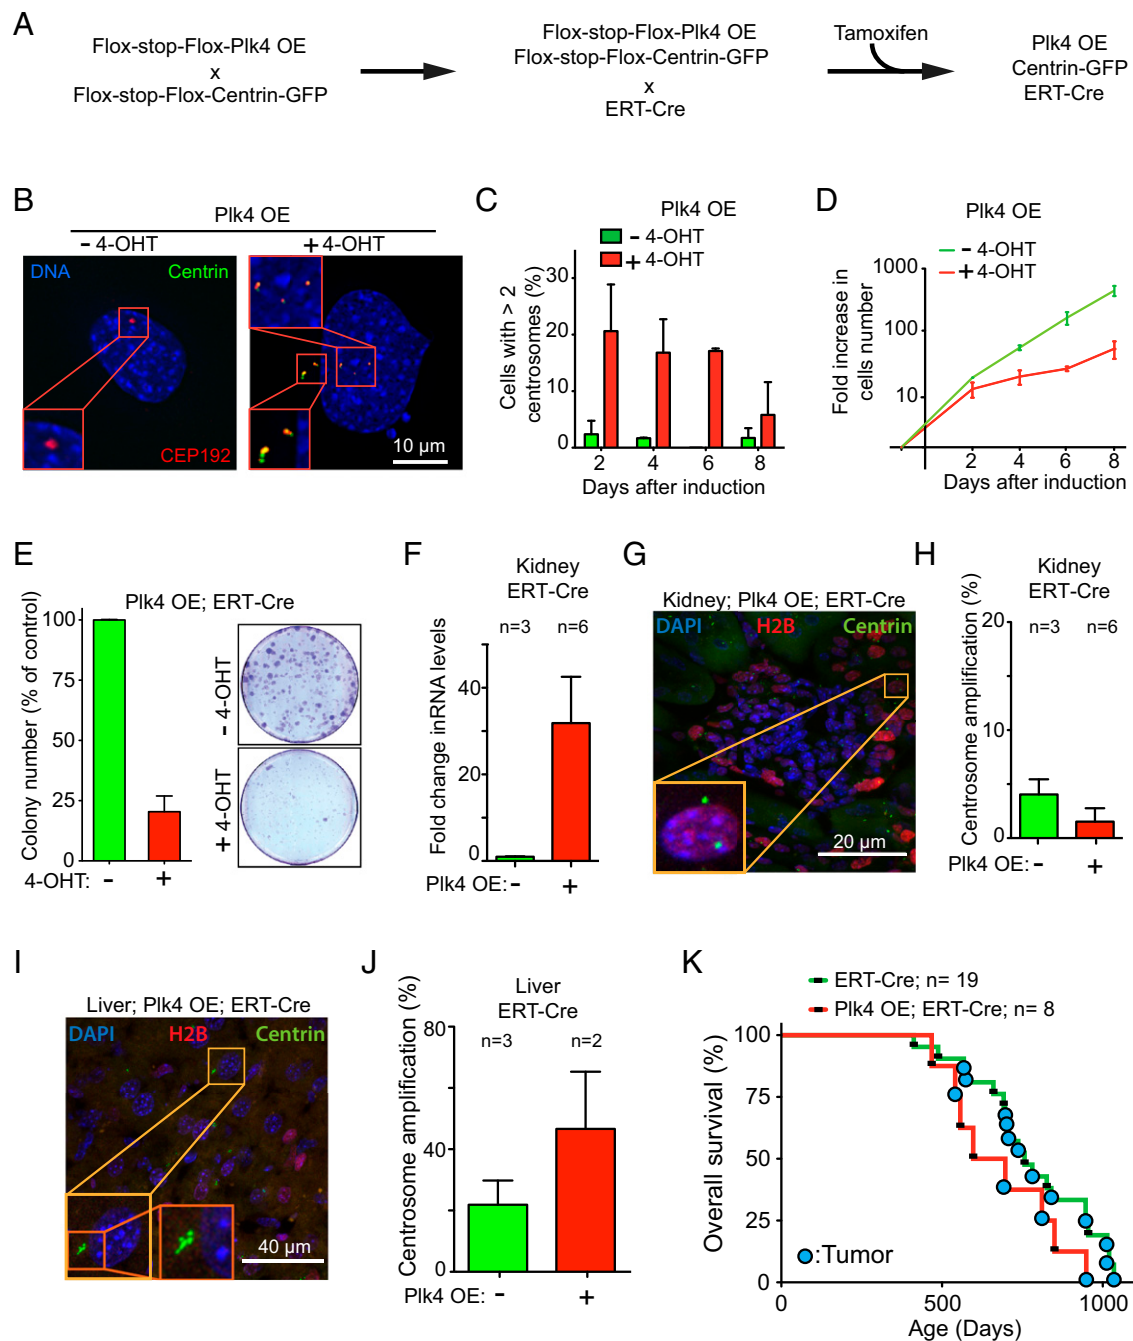 A
Flox-stop-Flox-Plk4 OE
x
Flox-stop-Flox-Centrin-GFP
Flox-stop-Flox-Plk4 OE
Flox-stop-Flox-Centrin-GFP
x
ERT-Cre
Tamoxifen
Plk4 OE
Centrin-GFP
ERT-Cre
B
Plk4 OE
- 4-OHT
+ 4-OHT
DNA
Centrin
CEP192
10 µm
C
Plk4 OE
- 4-OHT
+ 4-OHT
Cells with > 2
centrosomes (%)
30
20
10
0
2 4 6 8
Days after induction
D
Plk4 OE
- 4-OHT
+ 4-OHT
Fold increase in
cells number
1000
100
10
2 4 6 8
Days after induction
E
Plk4 OE; ERT-Cre
Colony number (% of control)
100
75
50
25
0
4-OHT: - +
- 4-OHT
+ 4-OHT
F
Kidney
ERT-Cre
n=3 n=6
Fold change inRNA levels
40
20
0
Plk4 OE: - +
G
Kidney; Plk4 OE; ERT-Cre
DAPI H2B Centrin
20 µm
H
Kidney
ERT-Cre
n=3 n=6
Centrosome amplification (%)
20
10
0
Plk4 OE: - +
I
Liver; Plk4 OE; ERT-Cre
DAPI H2B Centrin
40 µm
J
Liver
ERT-Cre
n=3 n=2
Centrosome amplification (%)
80
40
0
Plk4 OE: - +
K
ERT-Cre; n= 19
Plk4 OE; ERT-Cre; n= 8
Overall survival (%)
100
75
50
25
0
:Tumor
0 500 1000
Age (Days)